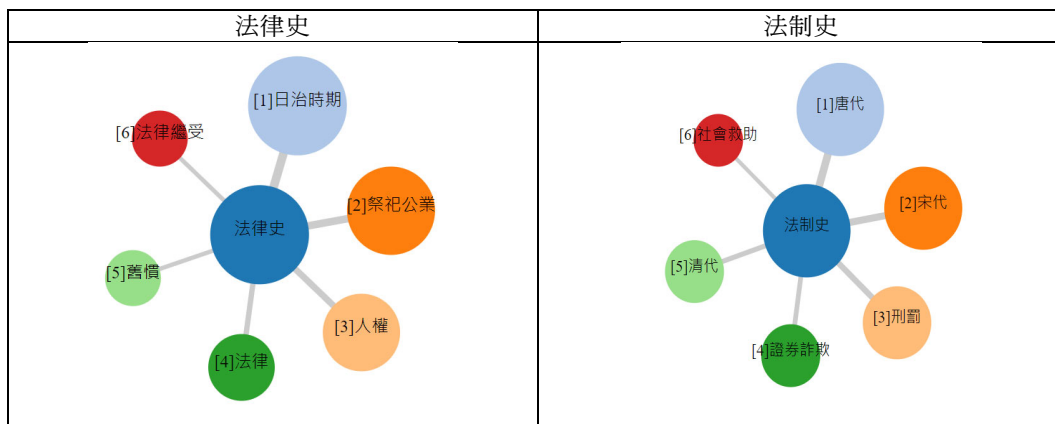 法律史
法制史
[1]日治時期
[6]法律繼受
[2]祭祀公業
法律史
[5]舊慣
[3]人權
[4]法律
[1]唐代
[6]社會救助
[2]宋代
法制史
[5]清代
[3]刑罰
[4]證券詐欺